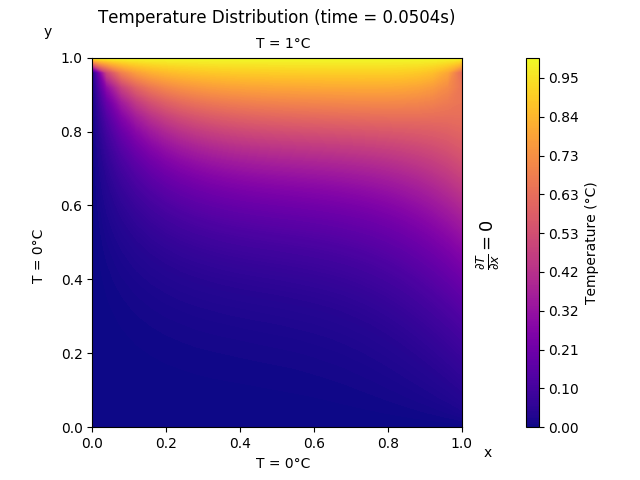 Temperature Distribution (time = 0.0504s)
y
T = 1°C
1.0
0.8
0.6
0.4
0.2
0.0
T = 0°C
0.0 0.2 0.4 0.6 0.8 1.0
x
T = 0°C
∂T/∂x = 0
0.95
0.84
0.73
0.63
0.53
0.42
0.32
0.21
0.10
0.00
Temperature (°C)